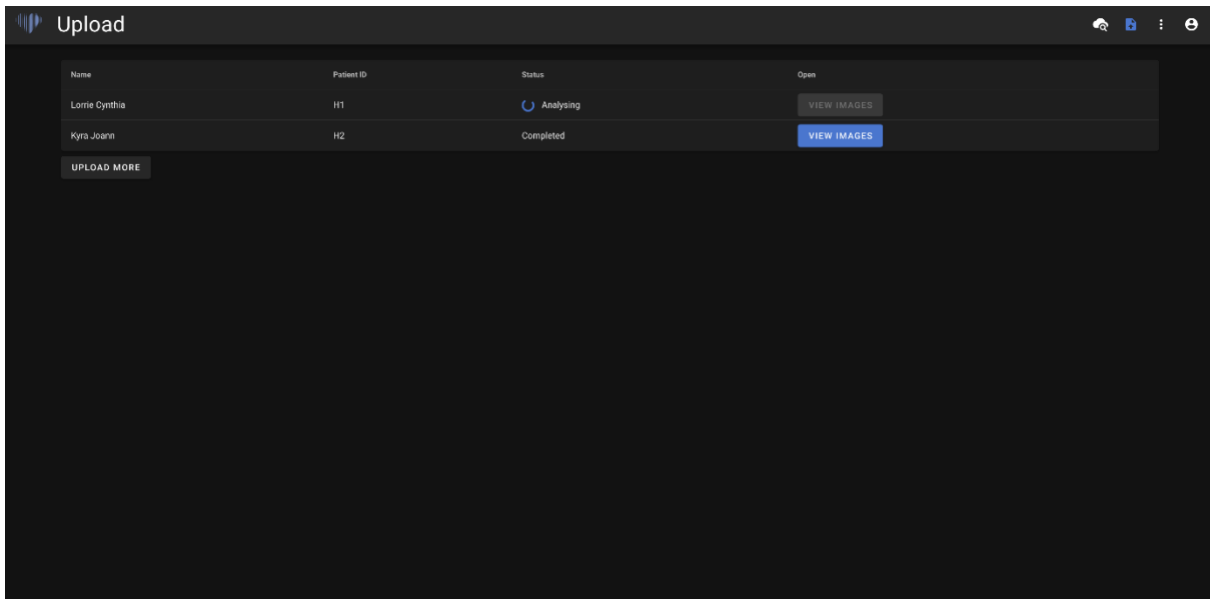 Upload
Name Patient ID Status Open
Lorrie Cynthia H1 Analysing VIEW IMAGES
Kyra Joann H2 Completed VIEW IMAGES
UPLOAD MORE